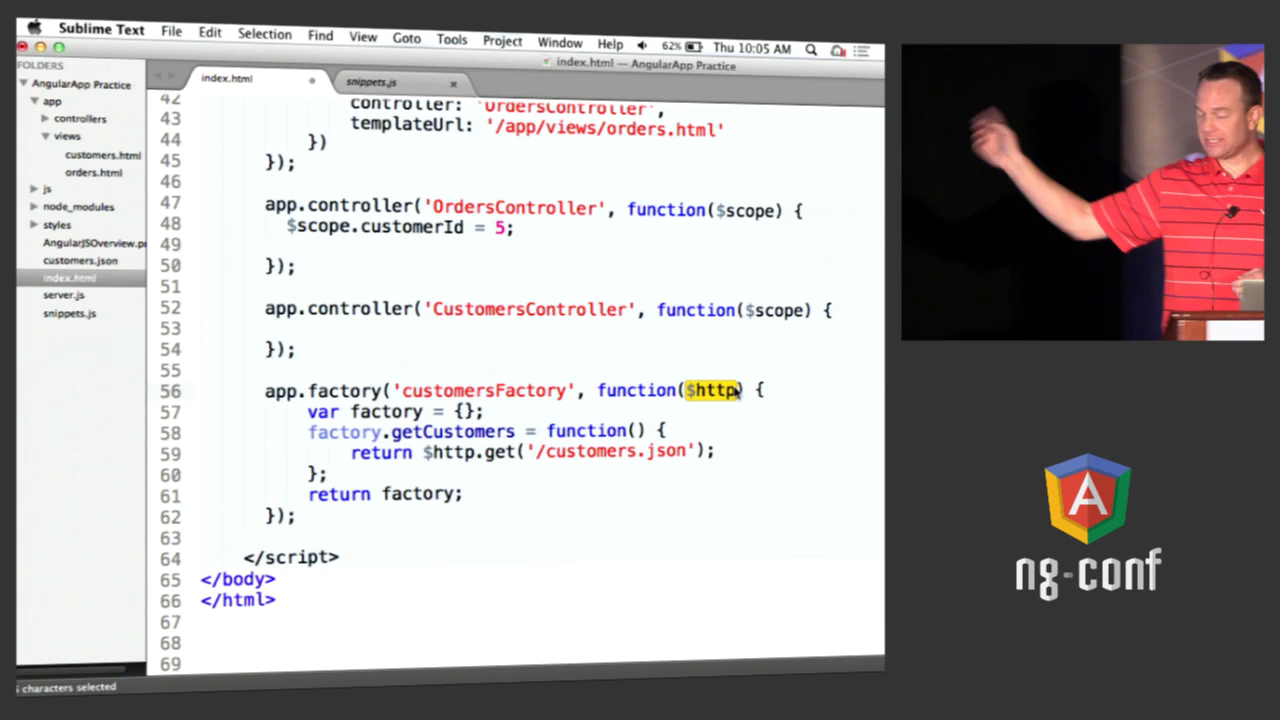 Sublime Text File Edit Selection Find View Goto Tools Project Window Help 62% Thu 10:05 AM
index.html — AngularApp Practice
FOLDERS
AngularApp Practice
app
controllers
views
customers.html
orders.html
js
node_modules
styles
AngularJSOverview.p
customers.json
index.html
server.js
snippets.js
index.html
snippets.js
42 controller: 'OrdersController',
43 templateUrl: '/app/views/orders.html'
44 })
45 });
46
47 app.controller('OrdersController', function($scope) {
48 $scope.customerId = 5;
49
50 });
51
52 app.controller('CustomersController', function($scope) {
53
54 });
55
56 app.factory('customersFactory', function($http) {
57 var factory = {};
58 factory.getCustomers = function() {
59 return $http.get('/customers.json');
60 };
61 return factory;
62 });
63
64 </script>
65 </body>
66 </html>
67
68
69
characters selected
A
ng-conf